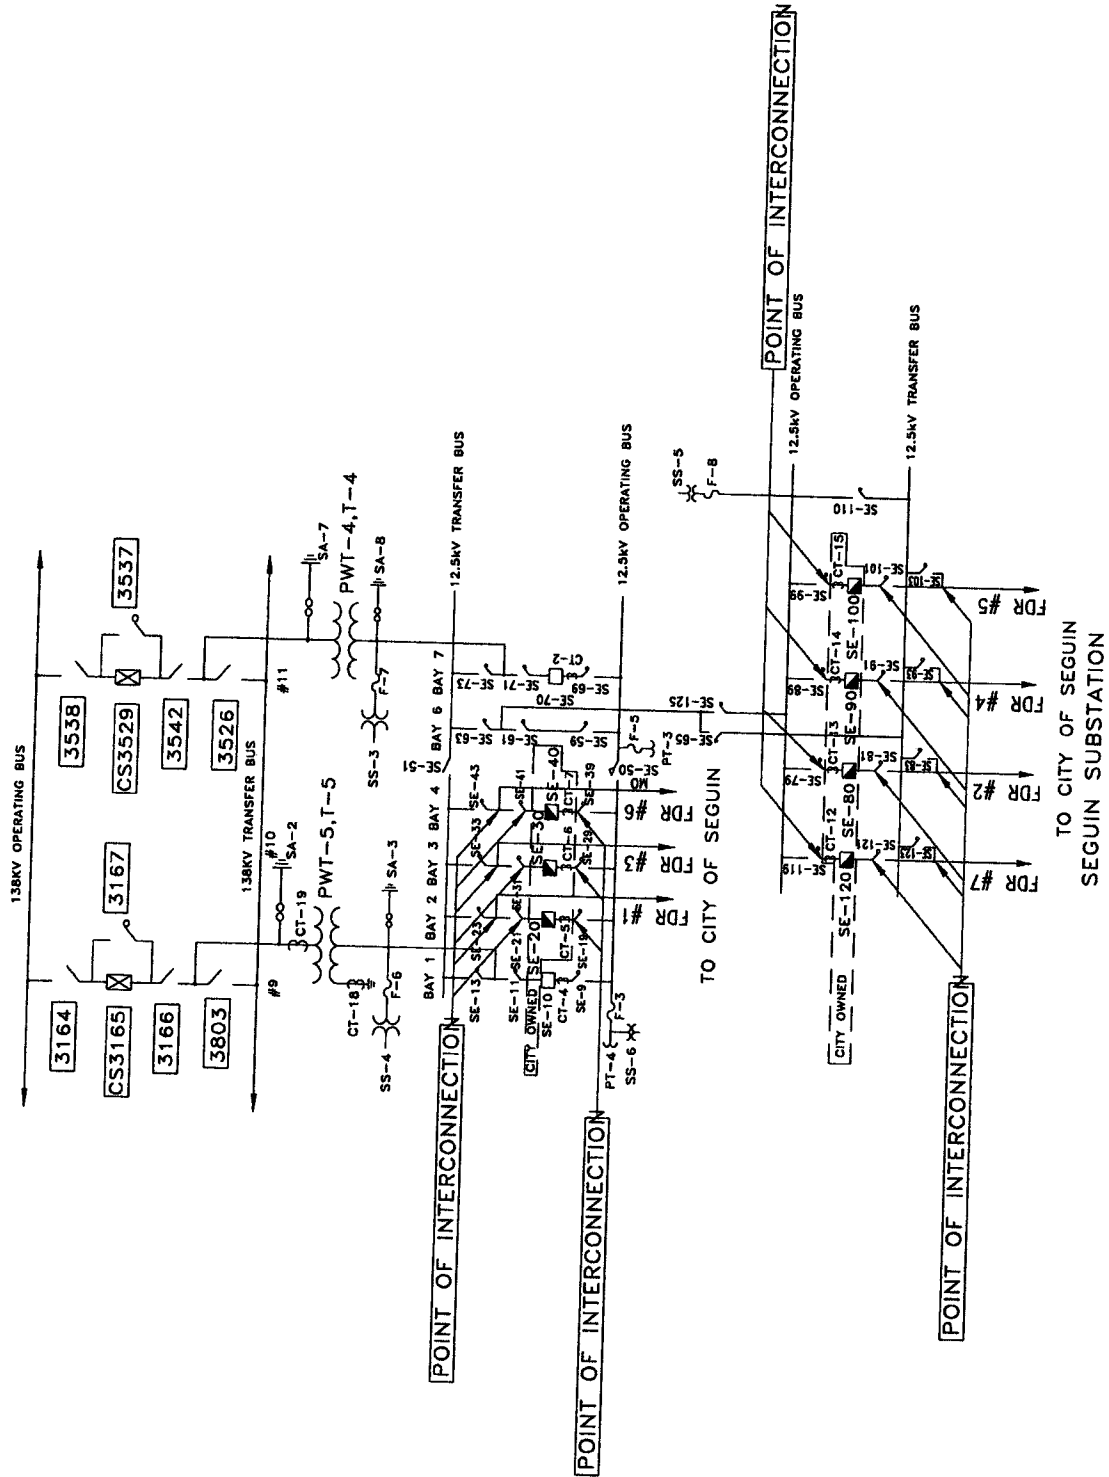 138KV OPERATING BUS
3538
CS3529
3537
3542
3526
3164
CS3165
3167
3166
3803
#11
138KV TRANSFER BUS
#10
#9
SA-7
SA-2
PWT-4,T-4
CT-19
PWT-5,T-5
CT-18
SA-8
F-7
SS-3
SA-3
F-6
SS-4
12.5kV TRANSFER BUS
BAY 1
BAY 2
BAY 3
BAY 4
BAY 6
BAY 7
SE-51
SE-73
SE-71
SE-70
CT-2
SE-69
SE-63
SE-61
SE-59
SE-43
SE-41
SE-40
CT-7
SE-39
SE-33
SE-31
SE-30
CT-6
SE-29
SE-23
SE-21
SE-20
CT-5
SE-19
SE-13
SE-11
SE-10
CT-4
SE-9
CITY OWNED
12.5kV OPERATING BUS
SE-50
F-5
PT-3
F-3
PT-4
SS-6
MO
FDR #6
FDR #3
FDR #1
TO CITY OF SEGUIN
POINT OF INTERCONNECTION
POINT OF INTERCONNECTION
SE-125
SE-65
SS-5
F-8
SE-110
POINT OF INTERCONNECTION
12.5kV OPERATING BUS
SE-99
CT-15
SE-100
SE-101
SE-103
SE-89
CT-14
SE-90
SE-91
SE-93
SE-79
CT-13
SE-80
SE-81
SE-83
SE-119
CT-12
SE-120
SE-121
SE-123
CITY OWNED
12.5kV TRANSFER BUS
FDR #5
FDR #4
FDR #2
FDR #7
POINT OF INTERCONNECTION
TO CITY OF SEGUIN
SEGUIN SUBSTATION